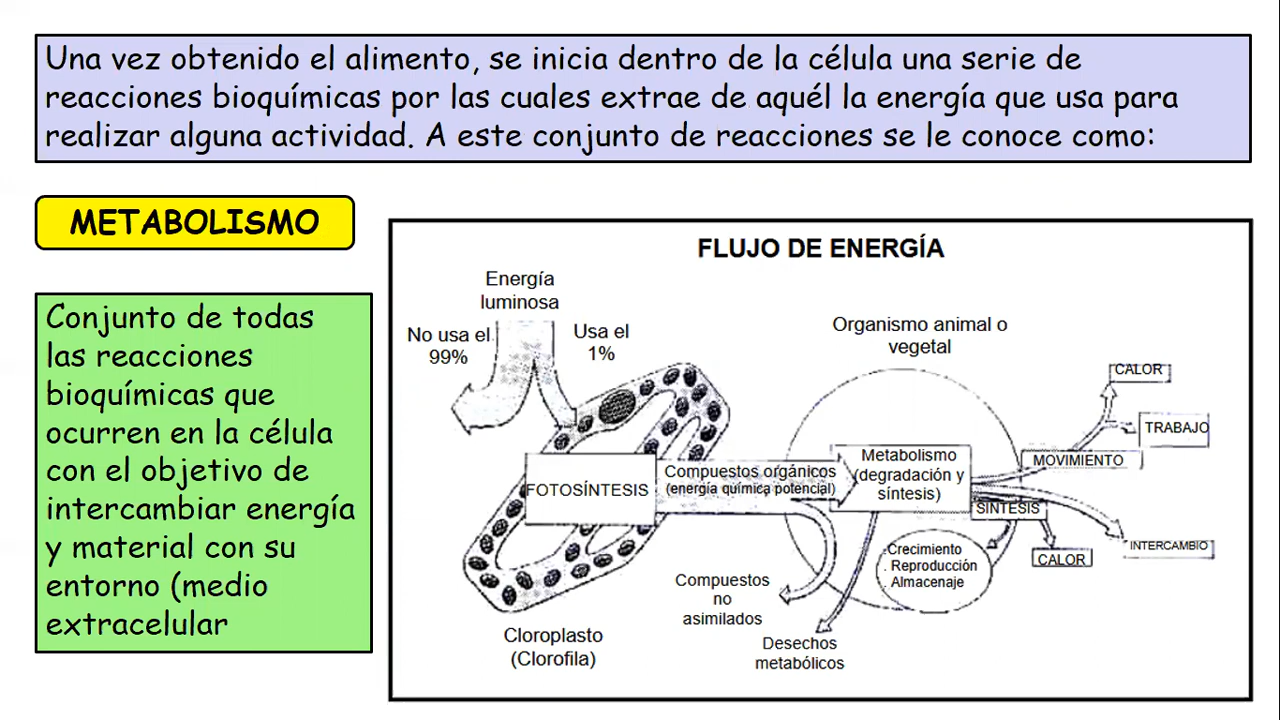 Una vez obtenido el alimento, se inicia dentro de la célula una serie de
reacciones bioquímicas por las cuales extrae de aquél la energía que usa para
realizar alguna actividad. A este conjunto de reacciones se le conoce como:
METABOLISMO
Conjunto de todas
las reacciones
bioquímicas que
ocurren en la célula
con el objetivo de
intercambiar energía
y material con su
entorno (medio
extracelular
FLUJO DE ENERGÍA
Energía
luminosa
No usa el
99%
Usa el
1%
Organismo animal o
vegetal
CALOR
TRABAJO
MOVIMIENTO
FOTOSÍNTESIS
Compuestos orgánicos
(energía química potencial)
Metabolismo
(degradación y
síntesis)
SINTESIS
INTERCAMBIO
CALOR
.Crecimiento
. Reproducción
. Almacenaje
Compuestos
no
asimilados
Desechos
metabólicos
Cloroplasto
(Clorofila)